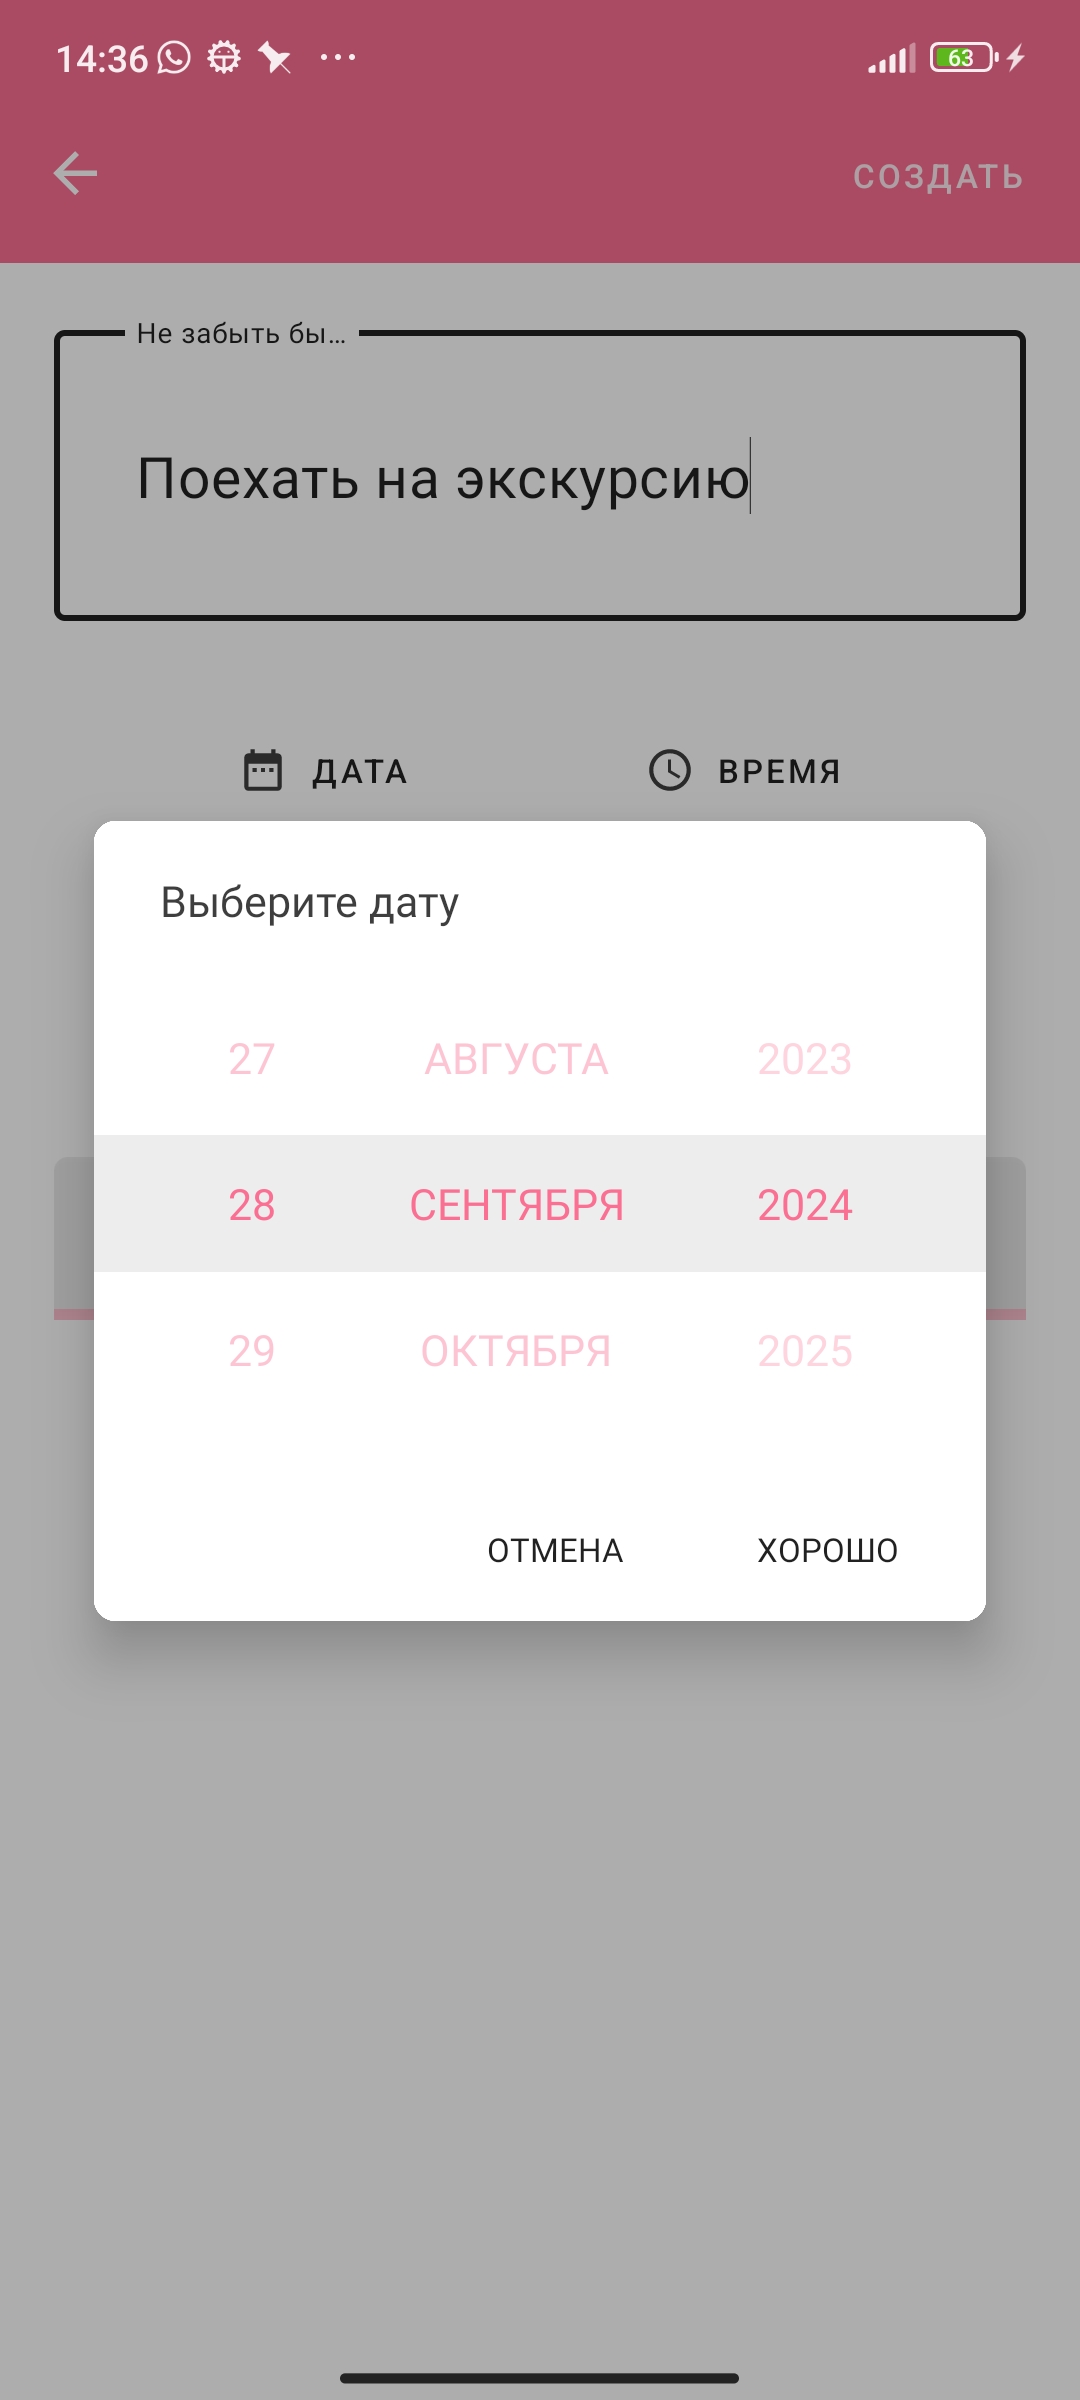 14:36
63
СОЗДАТЬ
Не забыть бы...
Поехать на экскурсию
ДАТА ВРЕМЯ
Выберите дату
27 АВГУСТА 2023
28 СЕНТЯБРЯ 2024
29 ОКТЯБРЯ 2025
ОТМЕНА ХОРОШО